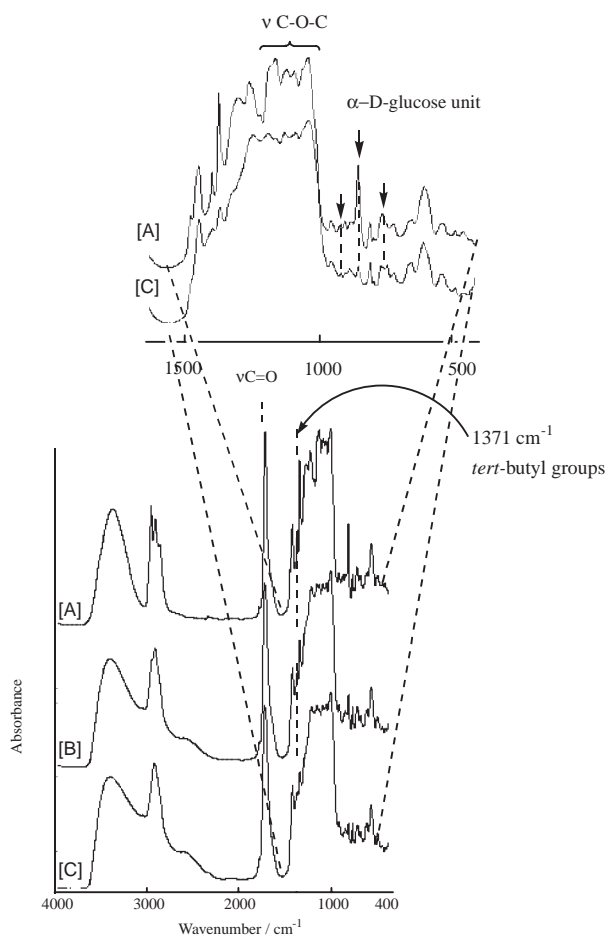 ν C-O-C
α–D-glucose unit
[A]
[C]
1500 1000 500
νC=O
1371 cm-1
tert-butyl groups
[A]
[B]
[C]
Absorbance
4000 3000 2000 1000 400
Wavenumber / cm-1